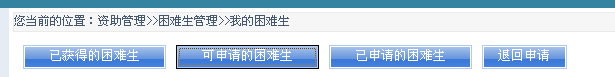 您当前的位置：资助管理>>困难生管理>>我的困难生
已获得的困难生 可申请的困难生 已申请的困难生 退回申请